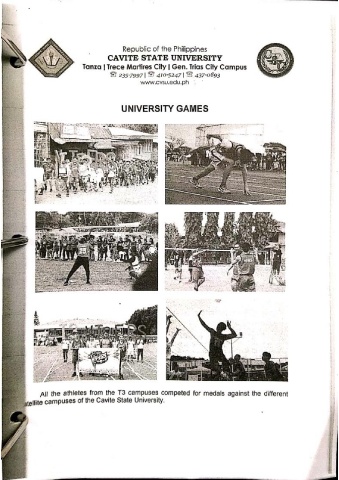 Republic of the Philippines
CAVITE STATE UNIVERSITY
Tanza | Trece Martires City | Gen. Trias City Campus
☏ 235-7997 | ☏ 410-5247 | ☏ 437-0893
www.cvsu.edu.ph
UNIVERSITY GAMES
All the athletes from the T3 campuses competed for medals against the different
satellite campuses of the Cavite State University.